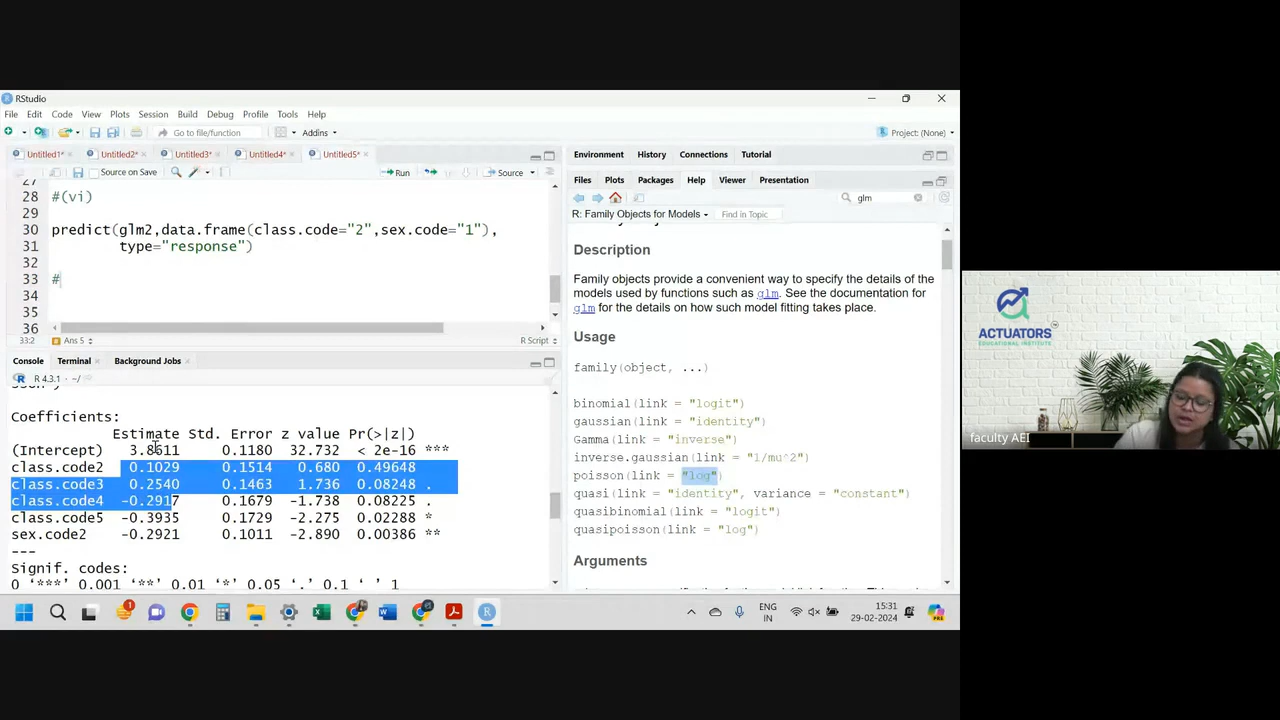 RStudio
File Edit Code View Plots Session Build Debug Profile Tools Help
Go to file/function Addins Project: (None)
Untitled1* Untitled2* Untitled3* Untitled4* Untitled5*
Source on Save Run Source
27
28 #(vi)
29
30 predict(glm2,data.frame(class.code="2",sex.code="1"),
31 type="response")
32
33 #
34
35
36
33:2 Ans 5 R Script
Console Terminal Background Jobs
R 4.3.1 · ~/
Coefficients:
Estimate Std. Error z value Pr(>|z|)
(Intercept) 3.8611 0.1180 32.732 < 2e-16 ***
class.code2 0.1029 0.1514 0.680 0.49648
class.code3 0.2540 0.1463 1.736 0.08248 .
class.code4 -0.2917 0.1679 -1.738 0.08225 .
class.code5 -0.3935 0.1729 -2.275 0.02288 *
sex.code2 -0.2921 0.1011 -2.890 0.00386 **
---
Signif. codes:
0 ‘***’ 0.001 ‘**’ 0.01 ‘*’ 0.05 ‘.’ 0.1 ‘ ’ 1
Environment History Connections Tutorial
Files Plots Packages Help Viewer Presentation
glm
R: Family Objects for Models Find in Topic
Description
Family objects provide a convenient way to specify the details of the
models used by functions such as glm. See the documentation for
glm for the details on how such model fitting takes place.
Usage
family(object, ...)
binomial(link = "logit")
gaussian(link = "identity")
Gamma(link = "inverse")
inverse.gaussian(link = "1/mu^2")
poisson(link = "log")
quasi(link = "identity", variance = "constant")
quasibinomial(link = "logit")
quasipoisson(link = "log")
Arguments
ENG
IN
15:31
29-02-2024
ACTUATORS
EDUCATIONAL INSTITUTE
faculty AEI